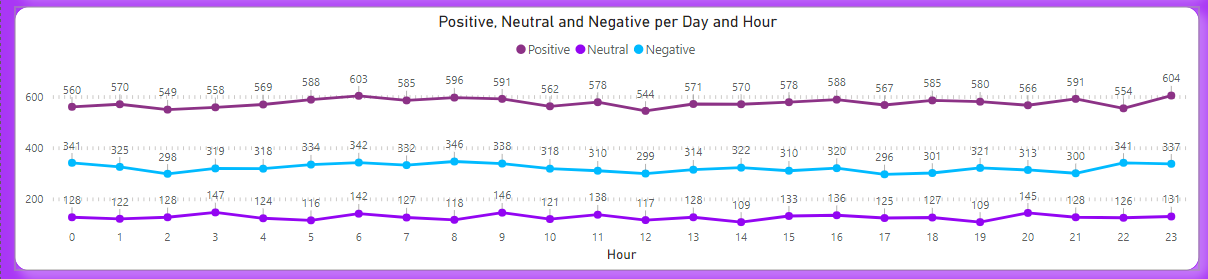 Positive, Neutral and Negative per Day and Hour
Positive Neutral Negative
560 570 549 558 569 588 603 585 596 591 562 578 544 571 570 578 588 567 585 580 566 591 554 604
600
341 325 298 319 318 334 342 332 346 338 318 310 299 314 322 310 320 296 301 321 313 300 341 337
400
128 122 128 147 124 116 142 127 118 146 121 138 117 128 109 133 136 125 127 109 145 128 126 131
200
0 1 2 3 4 5 6 7 8 9 10 11 12 13 14 15 16 17 18 19 20 21 22 23
Hour